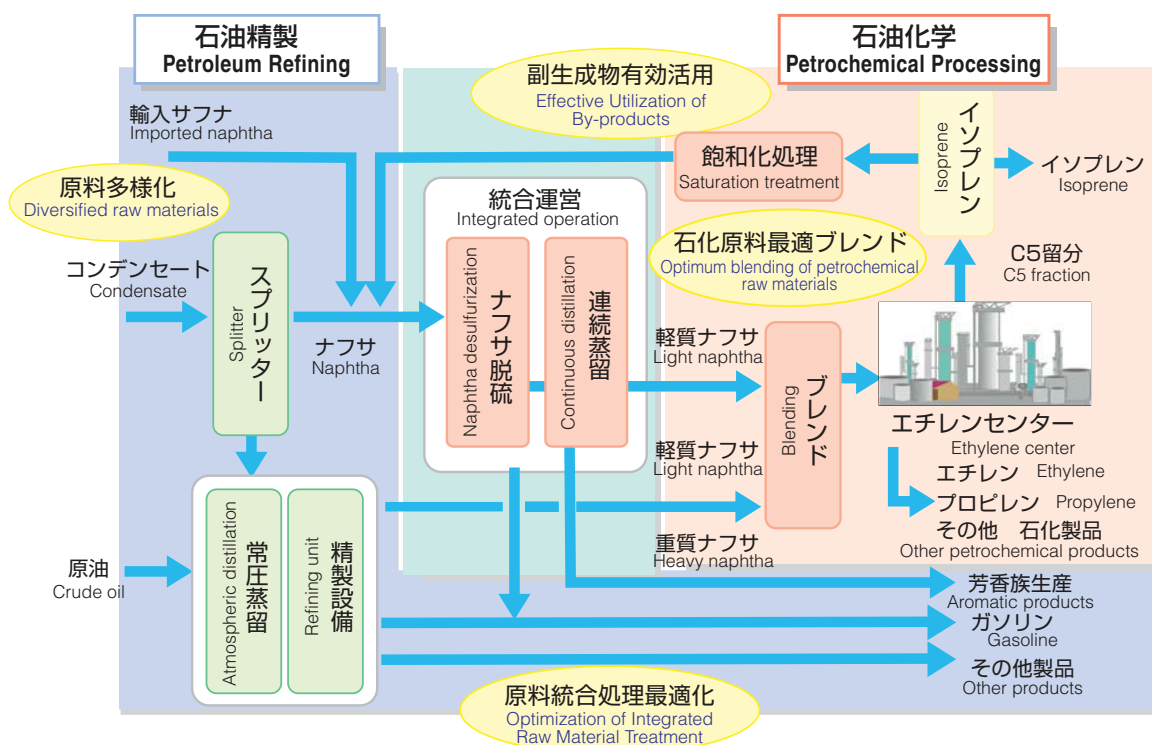 石油精製
Petroleum Refining
石油化学
Petrochemical Processing
副生成物有効活用
Effective Utilization of
By-products
輸入サフナ
Imported naphtha
原料多様化
Diversified raw materials
飽和化処理
Saturation treatment
イソプレン
Isoprene
イソプレン
Isoprene
統合運営
Integrated operation
石化原料最適ブレンド
Optimum blending of petrochemical
raw materials
C5留分
C5 fraction
コンデンセート
Condensate
スプリッター
Splitter
ナフサ
Naphtha
ナフサ脱硫
Naphtha desulfurization
連続蒸留
Continuous distillation
軽質ナフサ
Light naphtha
軽質ナフサ
Light naphtha
重質ナフサ
Heavy naphtha
ブレンド
Blending
エチレンセンター
Ethylene center
エチレン Ethylene
プロピレン Propylene
その他 石化製品
Other petrochemical products
原油
Crude oil
常圧蒸留
Atmospheric distillation
精製設備
Refining unit
芳香族生産
Aromatic products
ガソリン
Gasoline
その他製品
Other products
原料統合処理最適化
Optimization of Integrated
Raw Material Treatment